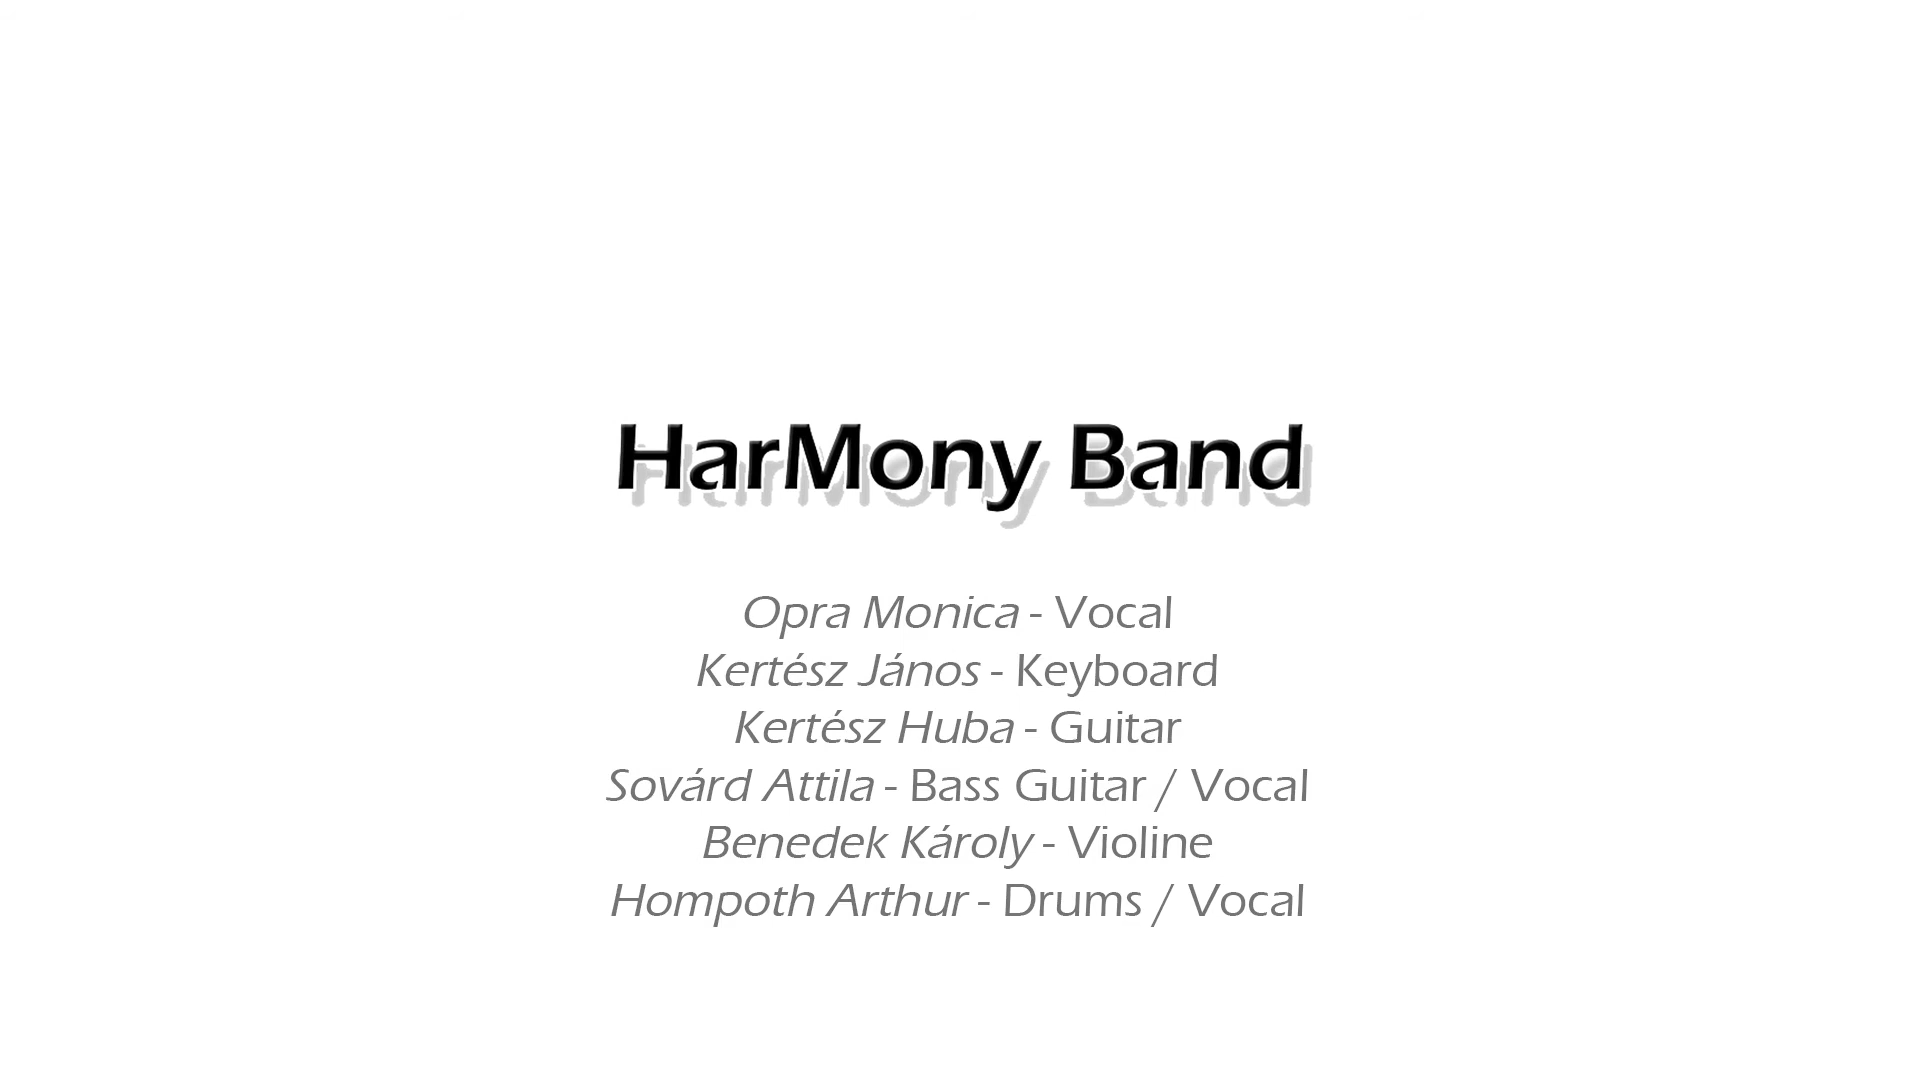 HarMony Band
Opra Monica - Vocal
Kertész János - Keyboard
Kertész Huba - Guitar
Sovárd Attila - Bass Guitar / Vocal
Benedek Károly - Violine
Hompoth Arthur - Drums / Vocal